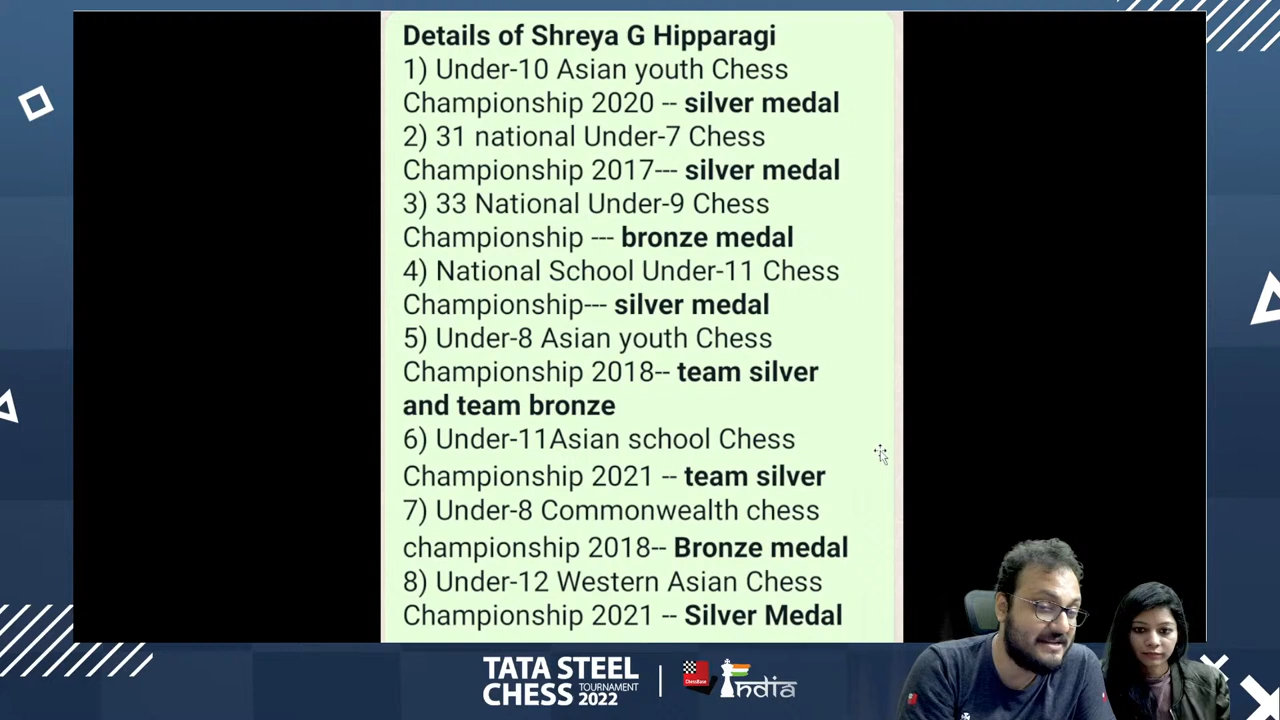 Details of Shreya G Hipparagi
1) Under-10 Asian youth Chess
Championship 2020 -- silver medal
2) 31 national Under-7 Chess
Championship 2017--- silver medal
3) 33 National Under-9 Chess
Championship --- bronze medal
4) National School Under-11 Chess
Championship--- silver medal
5) Under-8 Asian youth Chess
Championship 2018-- team silver
and team bronze
6) Under-11Asian school Chess
Championship 2021 -- team silver
7) Under-8 Commonwealth chess
championship 2018-- Bronze medal
8) Under-12 Western Asian Chess
Championship 2021 -- Silver Medal
TATA STEEL
CHESS TOURNAMENT 2022
ChessBase India